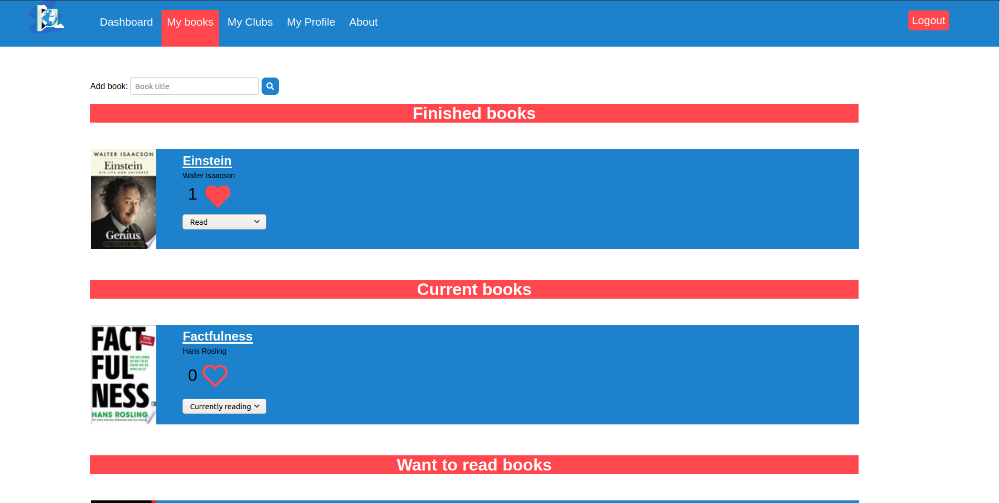 Dashboard My books My Clubs My Profile About Logout
Add book: Book title
Finished books
WALTER ISAACSON
Einstein
HIS LIFE AND UNIVERSE
Genius
Einstein
Walter Isaacson
1
Read
Current books
FACT
FUL
NESS
HANS ROSLING
Factfulness
Hans Rosling
0
Currently reading
Want to read books